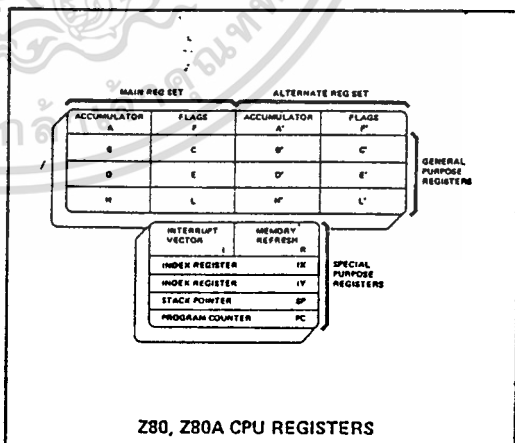 MAIN REG SET ALTERNATE REG SET
ACCUMULATOR A FLAGS F ACCUMULATOR A' FLAGS F'
B C B' C'
D E D' E'
H L H' L'
GENERAL PURPOSE REGISTERS
INTERRUPT VECTOR I MEMORY REFRESH R
INDEX REGISTER IX
INDEX REGISTER IY
STACK POINTER SP
PROGRAM COUNTER PC
SPECIAL PURPOSE REGISTERS
Z80, Z80A CPU REGISTERS